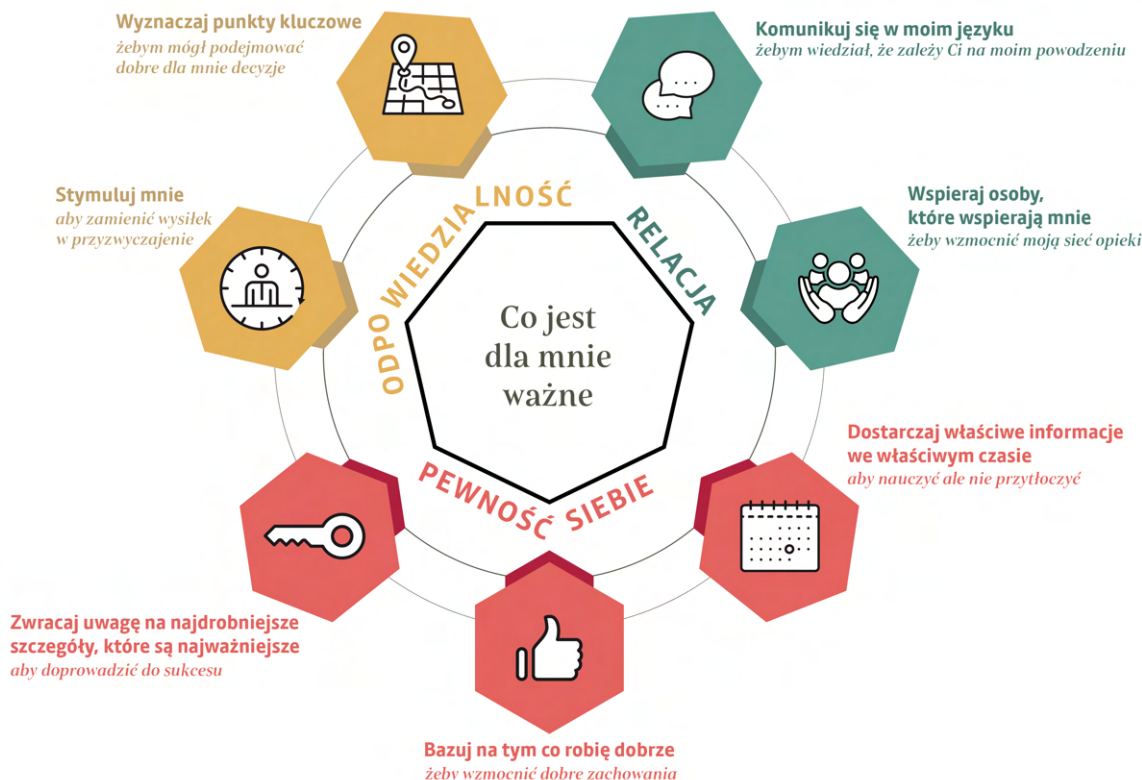 Wyznaczaj punkty kluczowe
żebym mógł podejmować
dobre dla mnie decyzje
Komunikuj się w moim języku
żebym wiedział, że zależy Ci na moim powodzeniu
Stymuluj mnie
aby zamienić wysiłek
w przyzwyczajenie
Wspieraj osoby,
które wspierają mnie
żeby wzmocnić moją sieć opieki
ODPO WIEDZIA LNOŚĆ
RELACJA
Co jest
dla mnie
ważne
PEWNOŚĆ SIEBIE
Dostarczaj właściwe informacje
we właściwym czasie
aby nauczyć ale nie przytłoczyć
Zwracaj uwagę na najdrobniejsze
szczegóły, które są najważniejsze
aby doprowadzić do sukcesu
Bazuj na tym co robię dobrze
żeby wzmocnić dobre zachowania